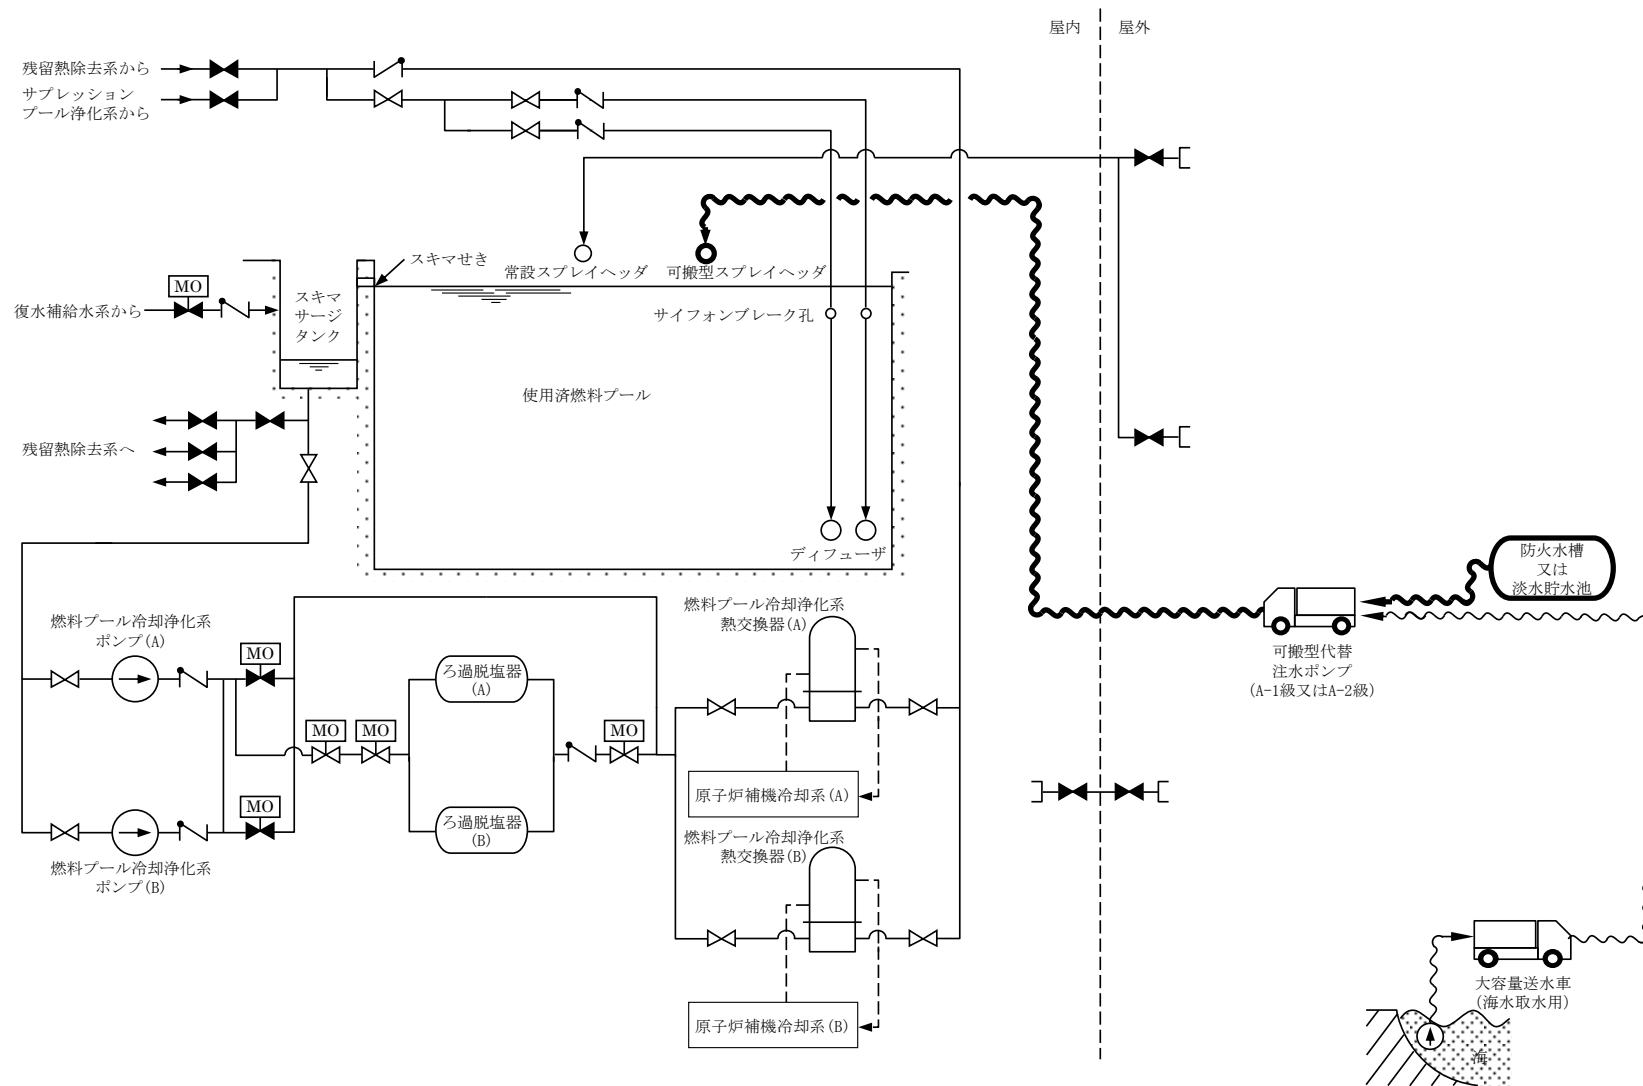 屋内
屋外
残留熱除去系から
サプレッション
プール浄化系から
スキマせき
常設スプレイヘッダ
可搬型スプレイヘッダ
MO
復水補給水系から
スキマ
サージ
タンク
サイフォンブレーク孔
使用済燃料プール
残留熱除去系へ
ディフューザ
防火水槽
又は
淡水貯水池
可搬型代替
注水ポンプ
(A-1級又はA-2級)
燃料プール冷却浄化系
ポンプ(A)
MO
ろ過脱塩器
(A)
燃料プール冷却浄化系
熱交換器(A)
MO
MO
MO
原子炉補機冷却系(A)
MO
ろ過脱塩器
(B)
燃料プール冷却浄化系
熱交換器(B)
燃料プール冷却浄化系
ポンプ(B)
原子炉補機冷却系(B)
大容量送水車
(海水取水用)
海